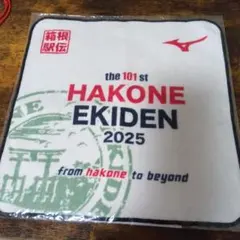 箱根
駅伝
the 101 st
HAKONE
EKIDEN
2025
from hakone to beyond